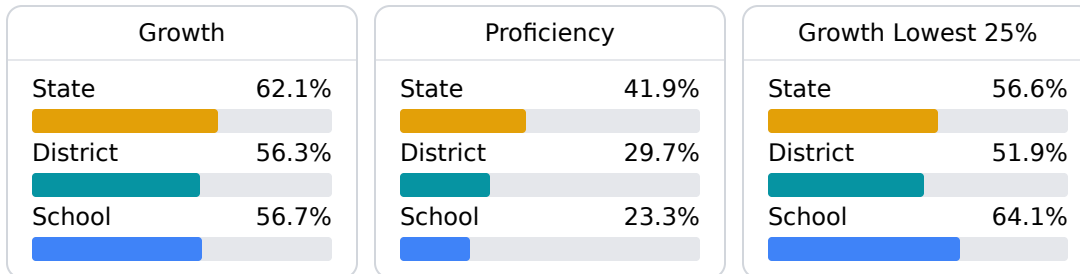 Growth
State 62.1%
District 56.3%
School 56.7%
Proficiency
State 41.9%
District 29.7%
School 23.3%
Growth Lowest 25%
State 56.6%
District 51.9%
School 64.1%